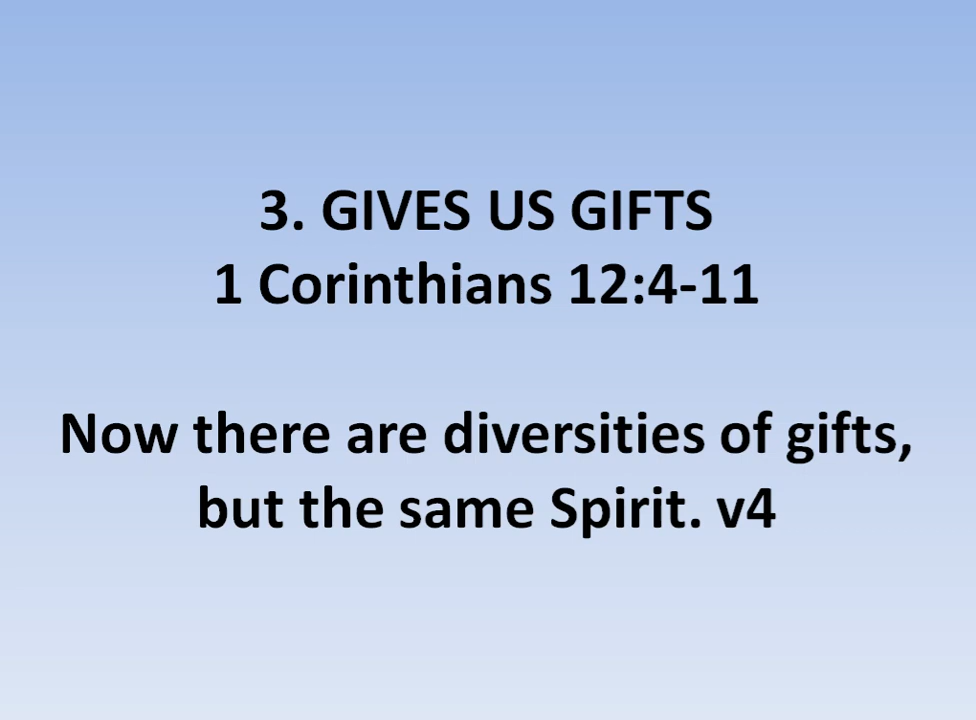 3. GIVES US GIFTS
1 Corinthians 12:4-11
Now there are diversities of gifts,
but the same Spirit. v4